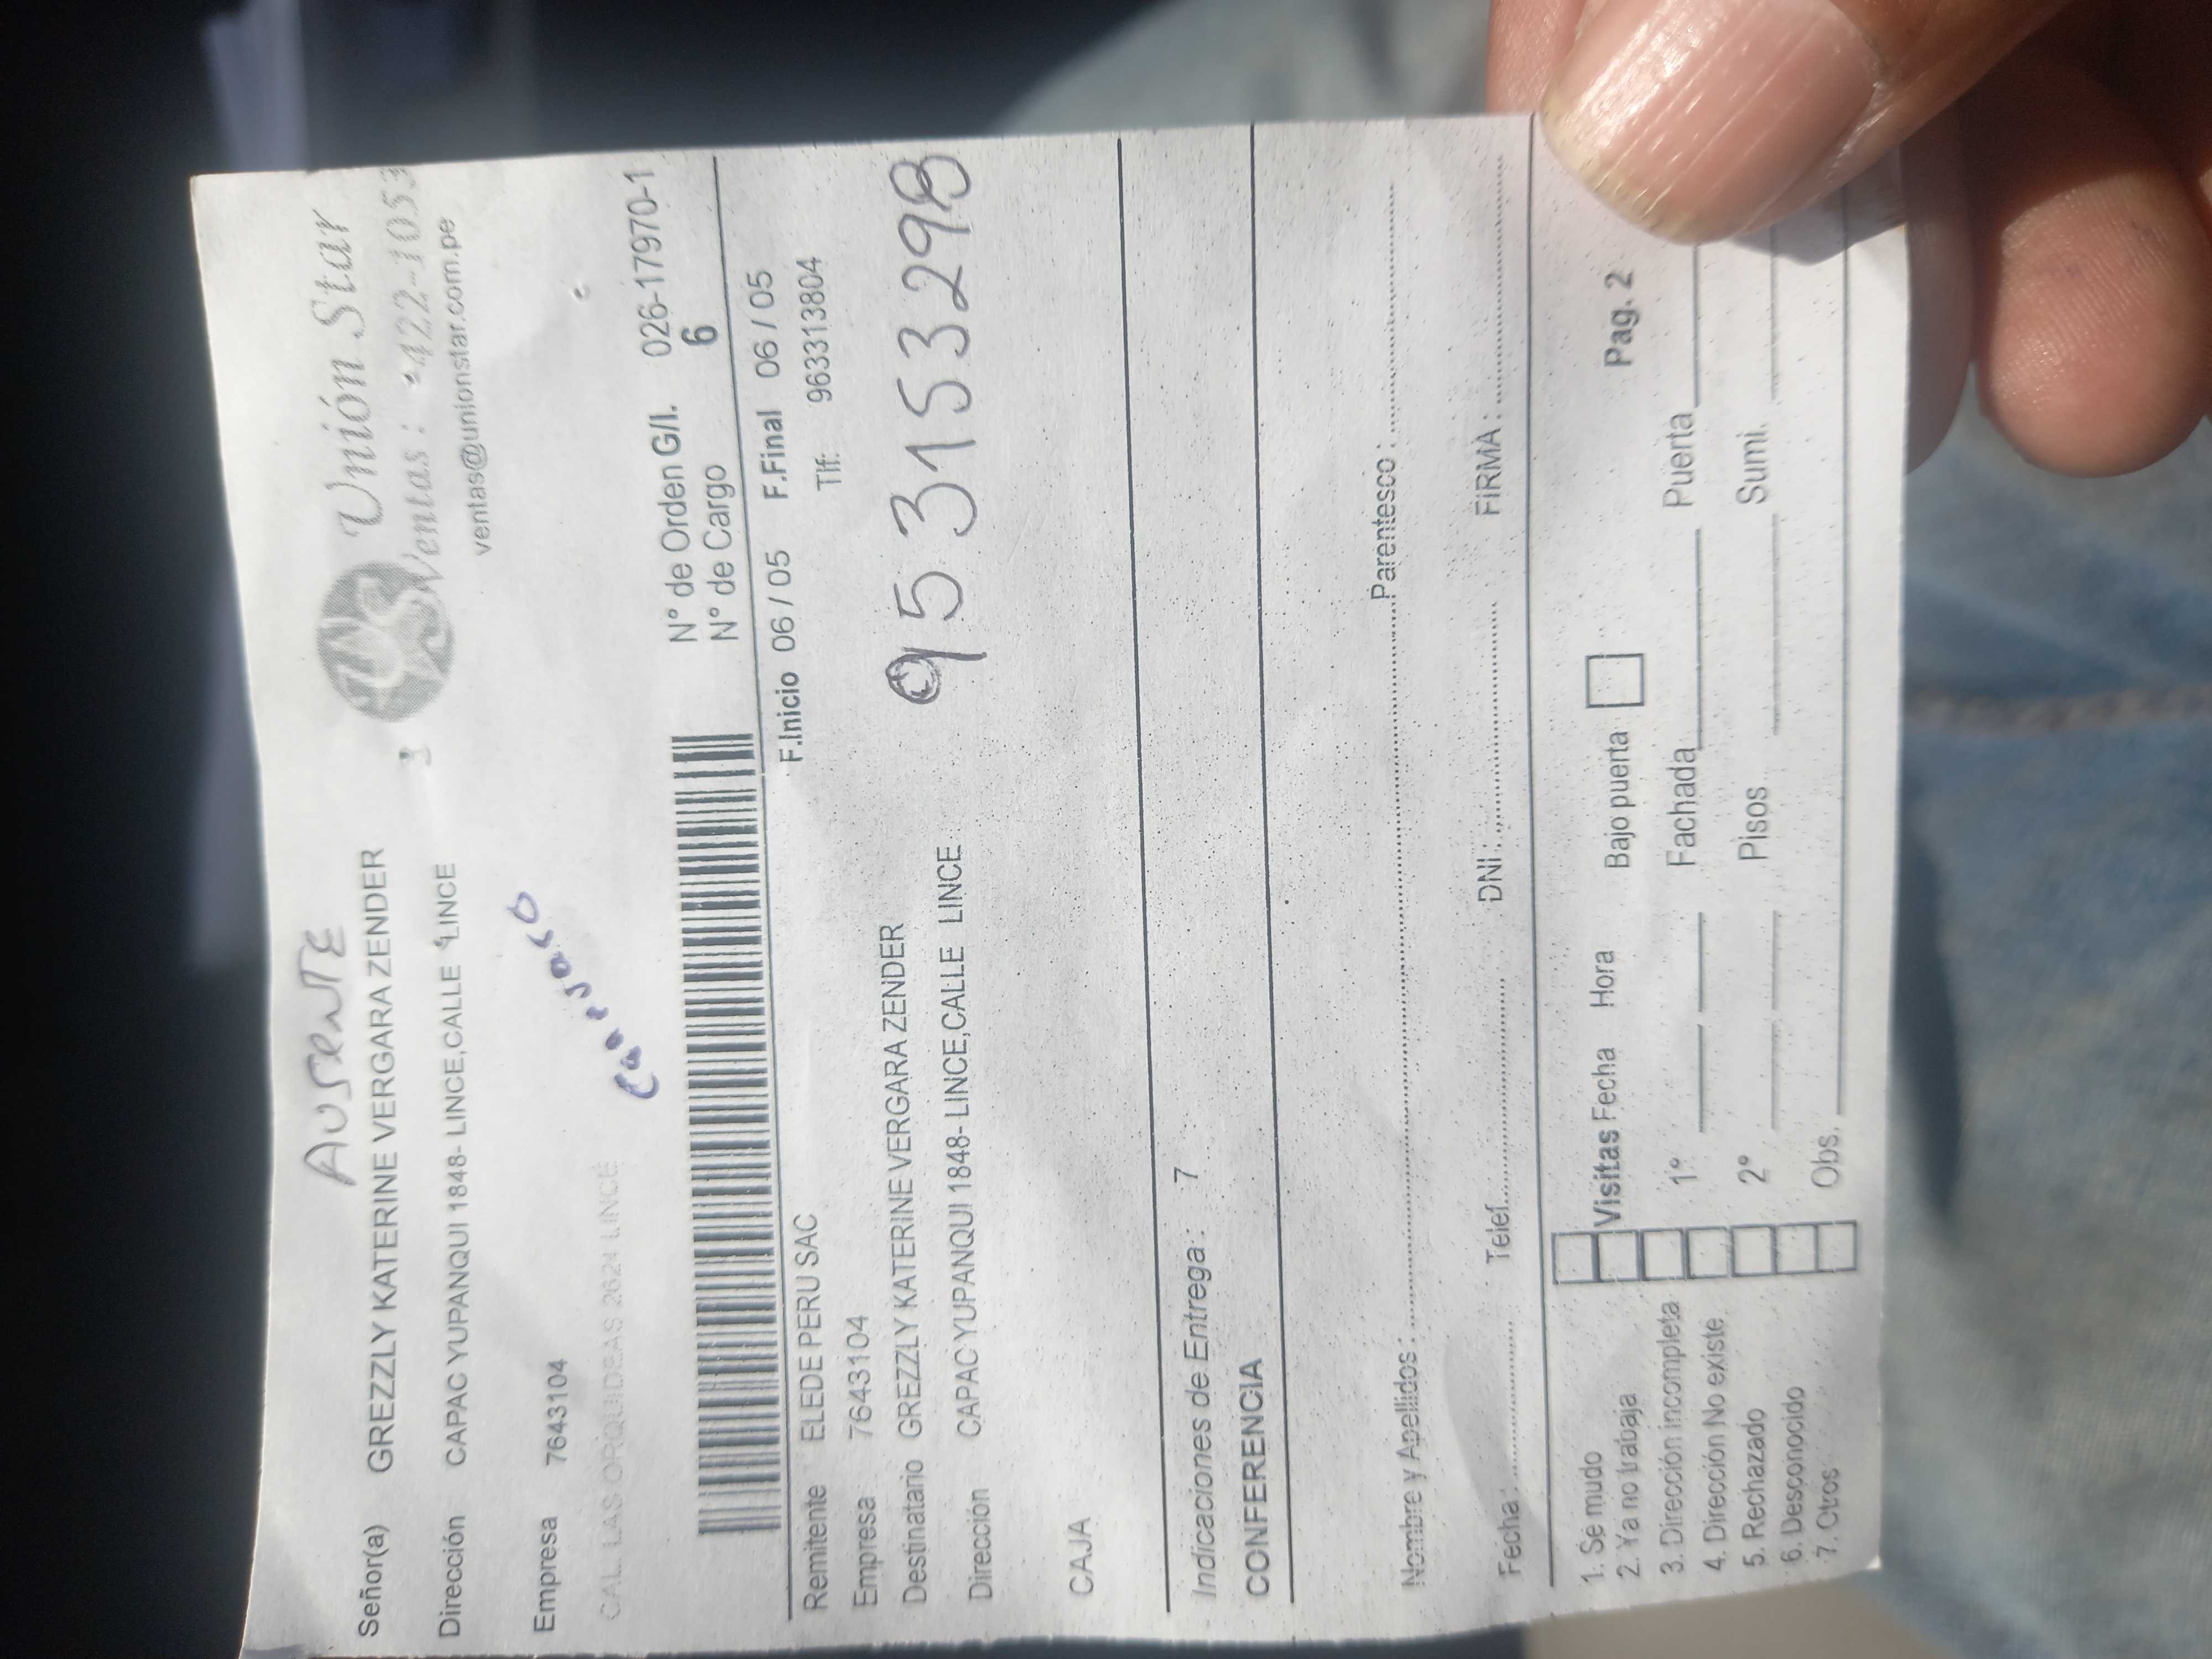 AUSENTE
Unión Star
Ventas: 422-1053
ventas@unionstar.com.pe
Señor(a) GREZZLY KATERINE VERGARA ZENDER
Dirección CAPAC YUPANQUI 1848- LINCE,CALLE LINCE
Empresa 7643104
CAL. LAS ORQUIDEAS 2624 LINCE
N° de Orden G/I. 026-17970-1
N° de Cargo 6
F.Inicio 06 / 05 F.Final 06 / 05
Remitente ELEDE PERU SAC
Tlf: 963313804
Empresa 7643104
Destinatario GREZZLY KATERINE VERGARA ZENDER
953153298
Dirección CAPAC YUPANQUI 1848- LINCE,CALLE LINCE
CAJA
Indicaciones de Entrega: 7
CONFERENCIA
Nombre y Apellidos: Parentesco:
Fecha: Telef. DNI: FIRMA:
1. Se mudo
2. Ya no trabaja
3. Dirección incompleta
4. Dirección No existe
5. Rechazado
6. Desconocido
7. Otros
Visitas Fecha Hora Bajo puerta Pag. 2
1° Fachada Puerta
2° Pisos Sumi.
Obs.